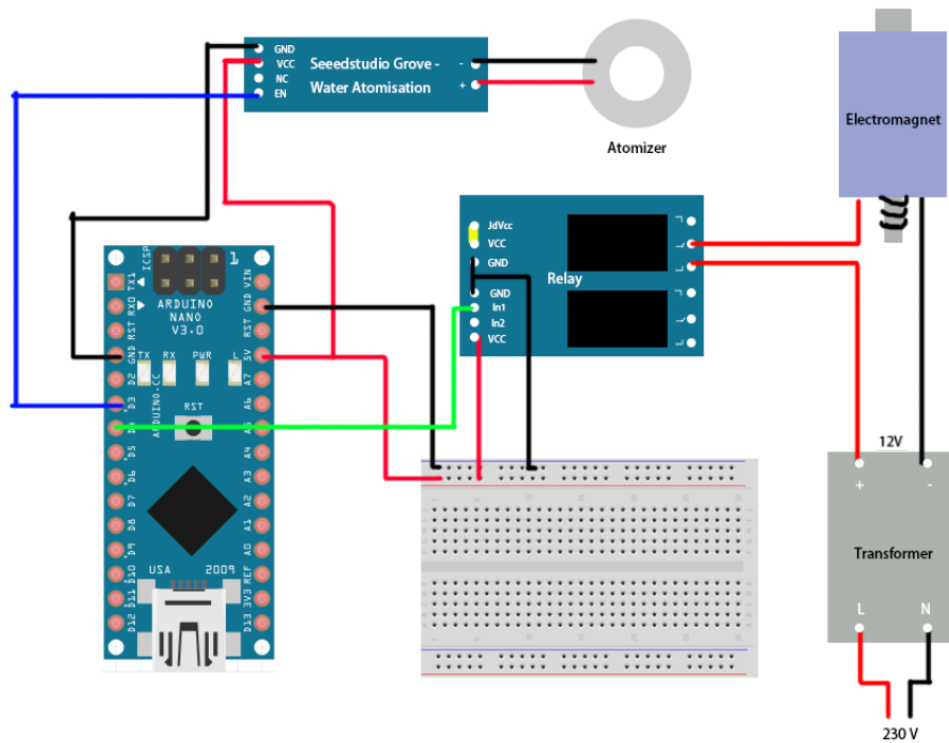 GND
VCC
NC
EN
Seeedstudio Grove -
Water Atomisation
-
+
Atomizer
Electromagnet
JdVcc
VCC
GND
GND
In1
In2
VCC
Relay
ICSP
1
ARDUINO
NANO
V3.0
TX1
RX0
RST
GND
D2
D3
D4
D5
D6
D7
D8
D9
D10
D11
D12
VIN
GND
RST
5V
A7
A6
A5
A4
A3
A2
A1
A0
REF
3V3
D13
TX RX PWR L
RST
ARDUINO.CC
USA 2009
12V
+ -
Transformer
L N
230 V